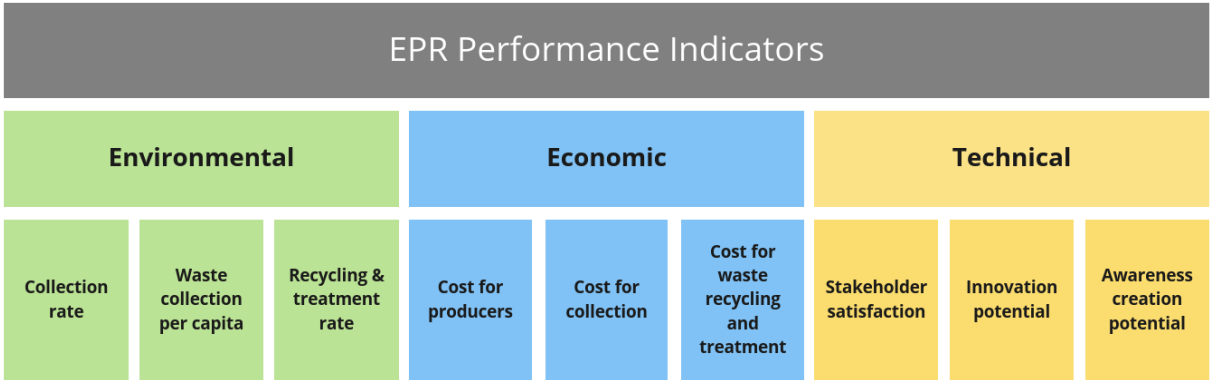 EPR Performance Indicators
Environmental
Economic
Technical
Collection
rate
Waste
collection
per capita
Recycling &
treatment
rate
Cost for
producers
Cost for
collection
Cost for
waste
recycling
and
treatment
Stakeholder
satisfaction
Innovation
potential
Awareness
creation
potential